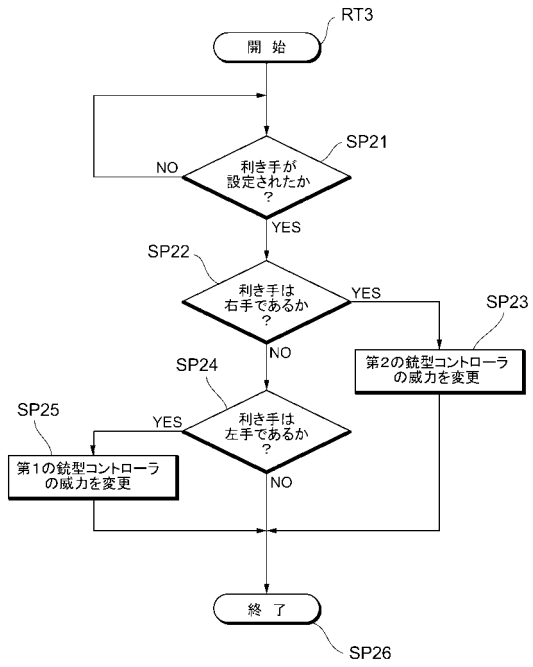 RT3
開 始
SP21
利き手が
設定されたか
?
NO
YES
SP22
利き手は
右手であるか
?
YES
NO
SP23
第2の銃型コントローラ
の威力を変更
SP24
利き手は
左手であるか
?
YES
NO
SP25
第1の銃型コントローラ
の威力を変更
終 了
SP26